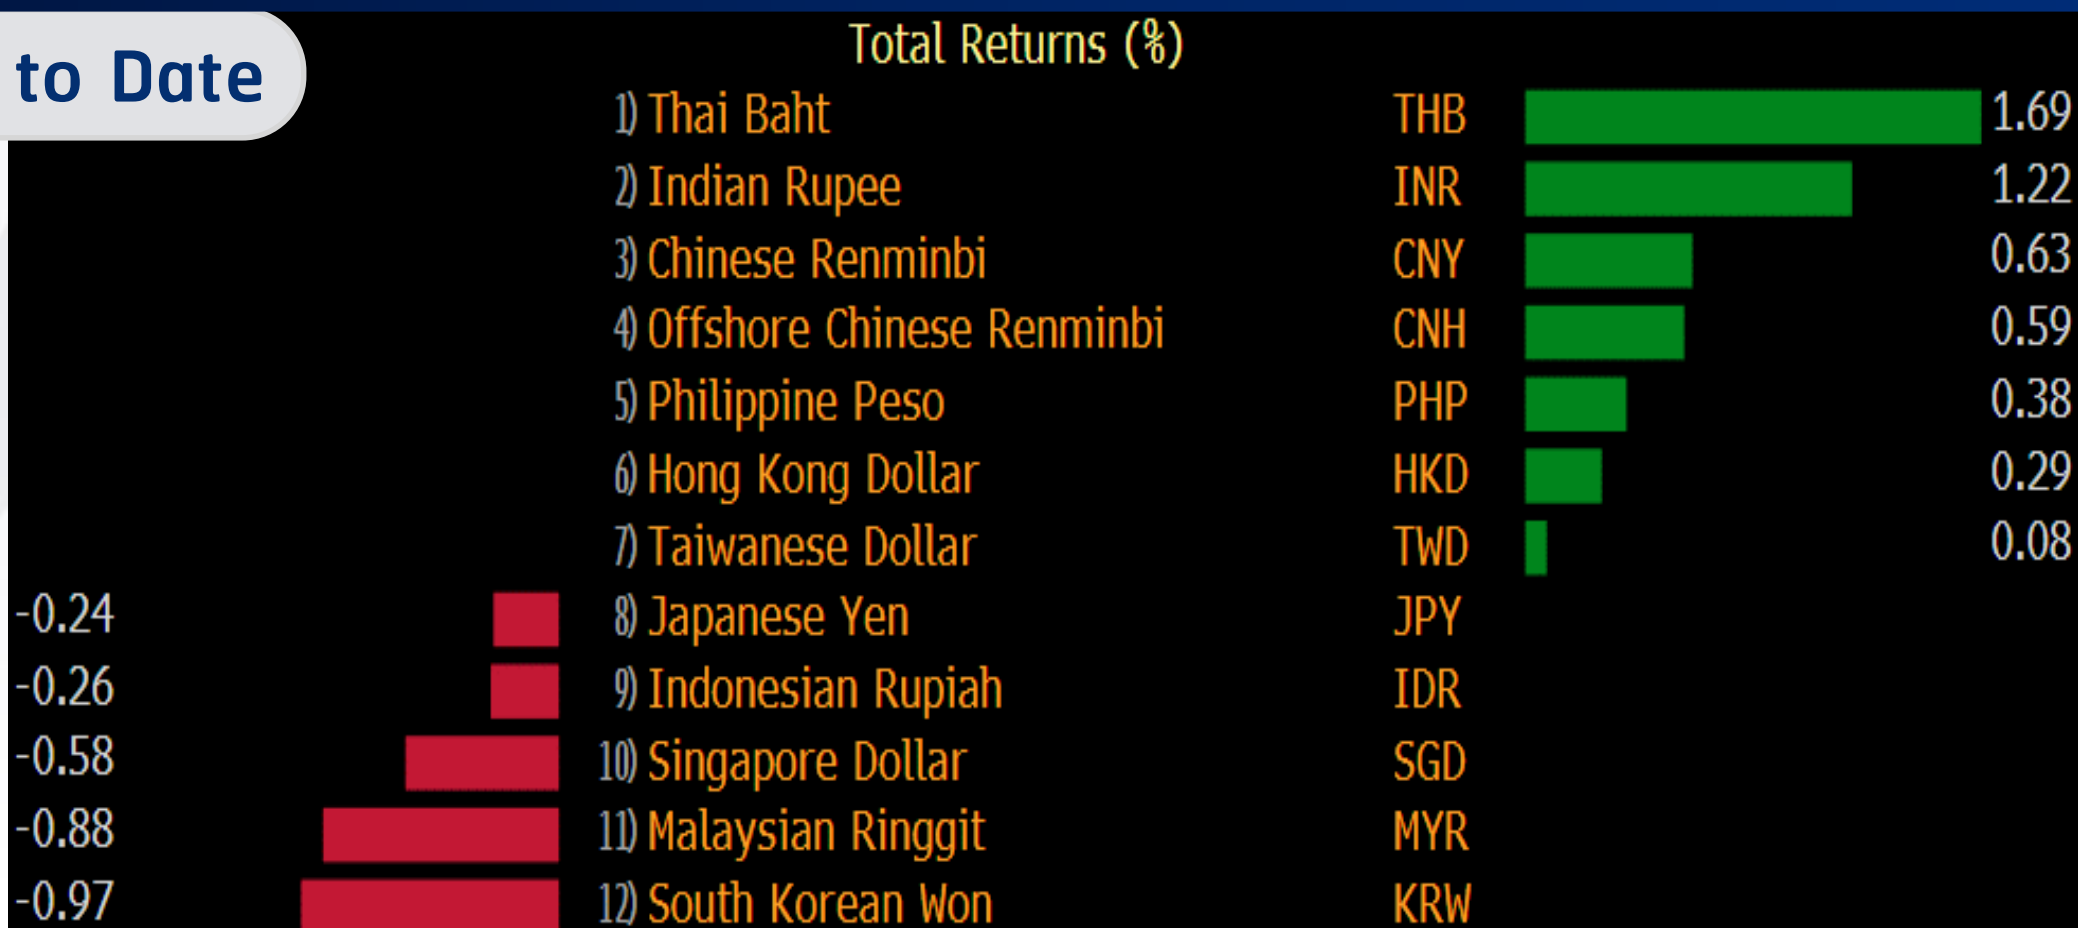 to Date
Total Returns (%)
1) Thai Baht THB 1.69
2) Indian Rupee INR 1.22
3) Chinese Renminbi CNY 0.63
4) Offshore Chinese Renminbi CNH 0.59
5) Philippine Peso PHP 0.38
6) Hong Kong Dollar HKD 0.29
7) Taiwanese Dollar TWD 0.08
-0.24 8) Japanese Yen JPY
-0.26 9) Indonesian Rupiah IDR
-0.58 10) Singapore Dollar SGD
-0.88 11) Malaysian Ringgit MYR
-0.97 12) South Korean Won KRW